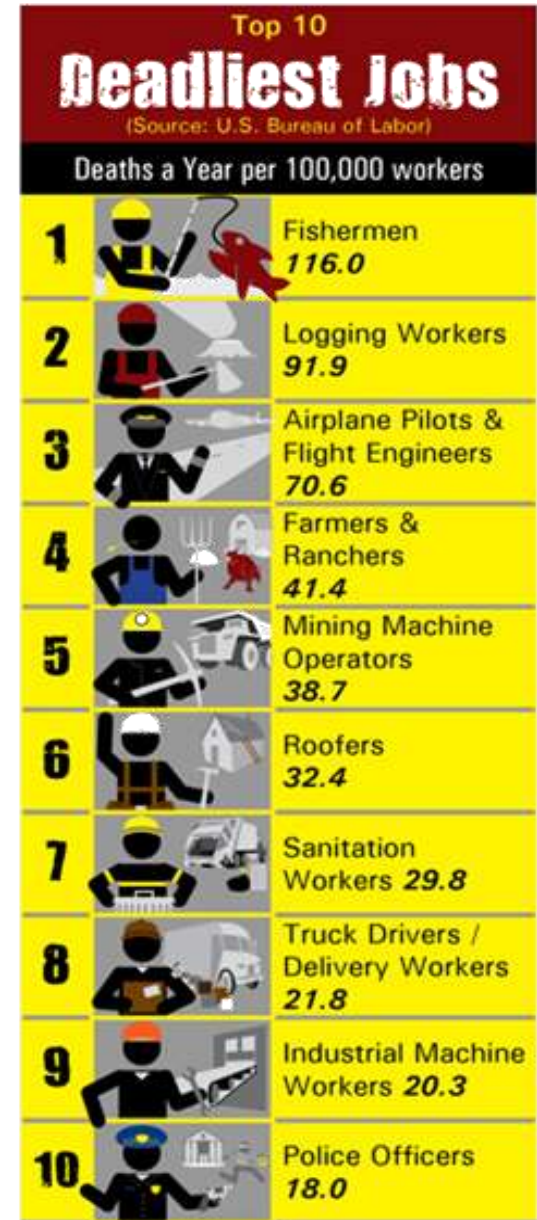 Top 10
Deadliest Jobs
(Source: U.S. Bureau of Labor)
Deaths a Year per 100,000 workers
1
Fishermen
116.0
2
Logging Workers
91.9
3
Airplane Pilots &
Flight Engineers
70.6
4
Farmers &
Ranchers
41.4
5
Mining Machine
Operators
38.7
6
Roofers
32.4
7
Sanitation
Workers 29.8
8
Truck Drivers /
Delivery Workers
21.8
9
Industrial Machine
Workers 20.3
10
Police Officers
18.0